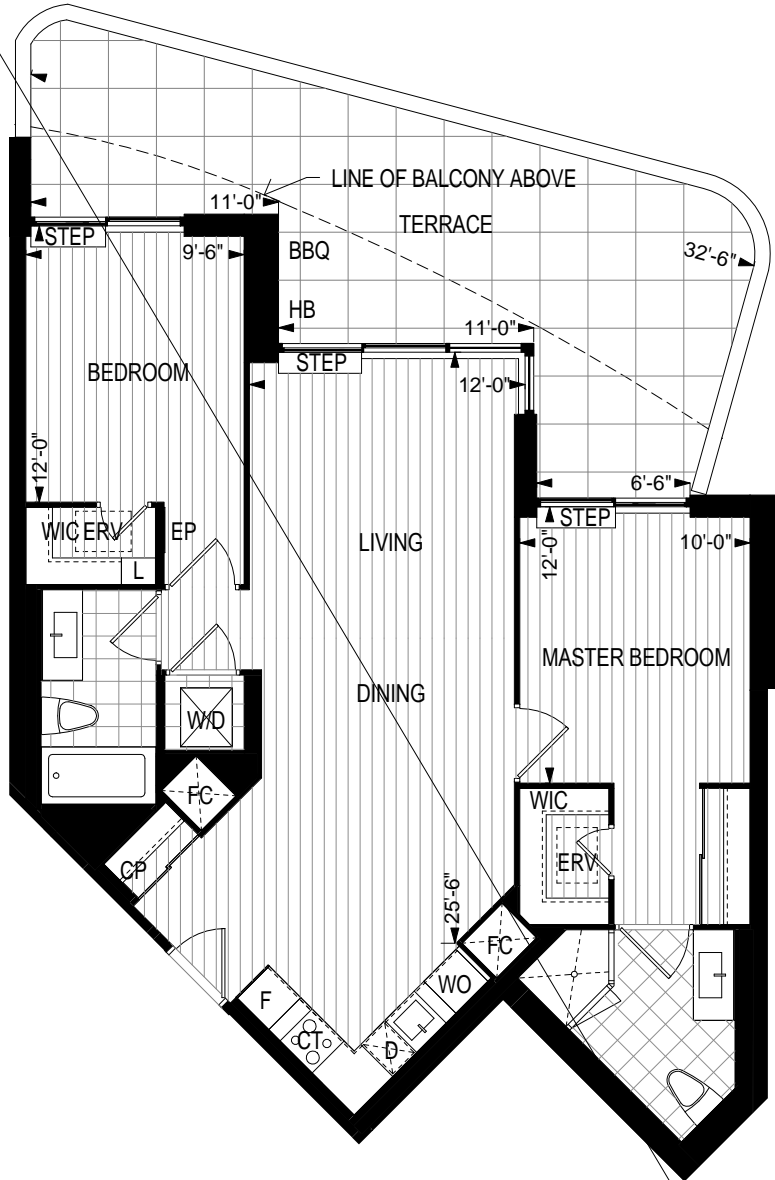 LINE OF BALCONY ABOVE
11'-0"
TERRACE
STEP
9'-6"
BBQ
32'-6"
HB
11'-0"
STEP
12'-0"
BEDROOM
12'-0"
6'-6"
WIC ERV
EP
STEP
LIVING
12'-0"
10'-0"
L
MASTER BEDROOM
DINING
W/D
FC
WIC
CP
ERV
25'-6"
FC
WO
F
CT
D